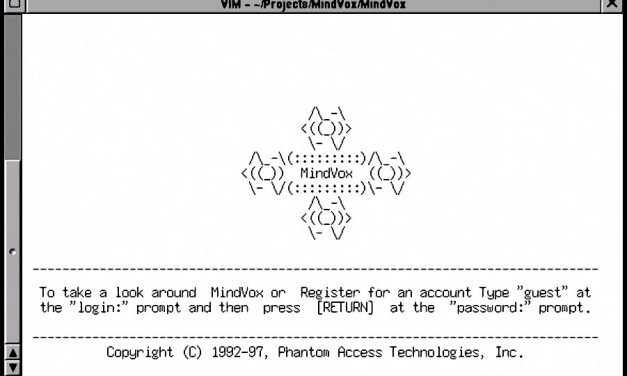 VIM - ~/Projects/MindVox/MindVox
/\_-\
<((_))>
\- \/
/\_-\(:::::::::)/\_-\
<((_)) MindVox ((_))>
\- \/(:::::::::)\- \/
/\_-\
<((_))>
\- \/
--------------------------------------------------------------------------------
To take a look around MindVox or Register for an account Type "guest" at
the "login:" prompt and then press [RETURN] at the "password:" prompt.
--------------------------------------------------------------------------------
Copyright (C) 1992-97, Phantom Access Technologies, Inc.